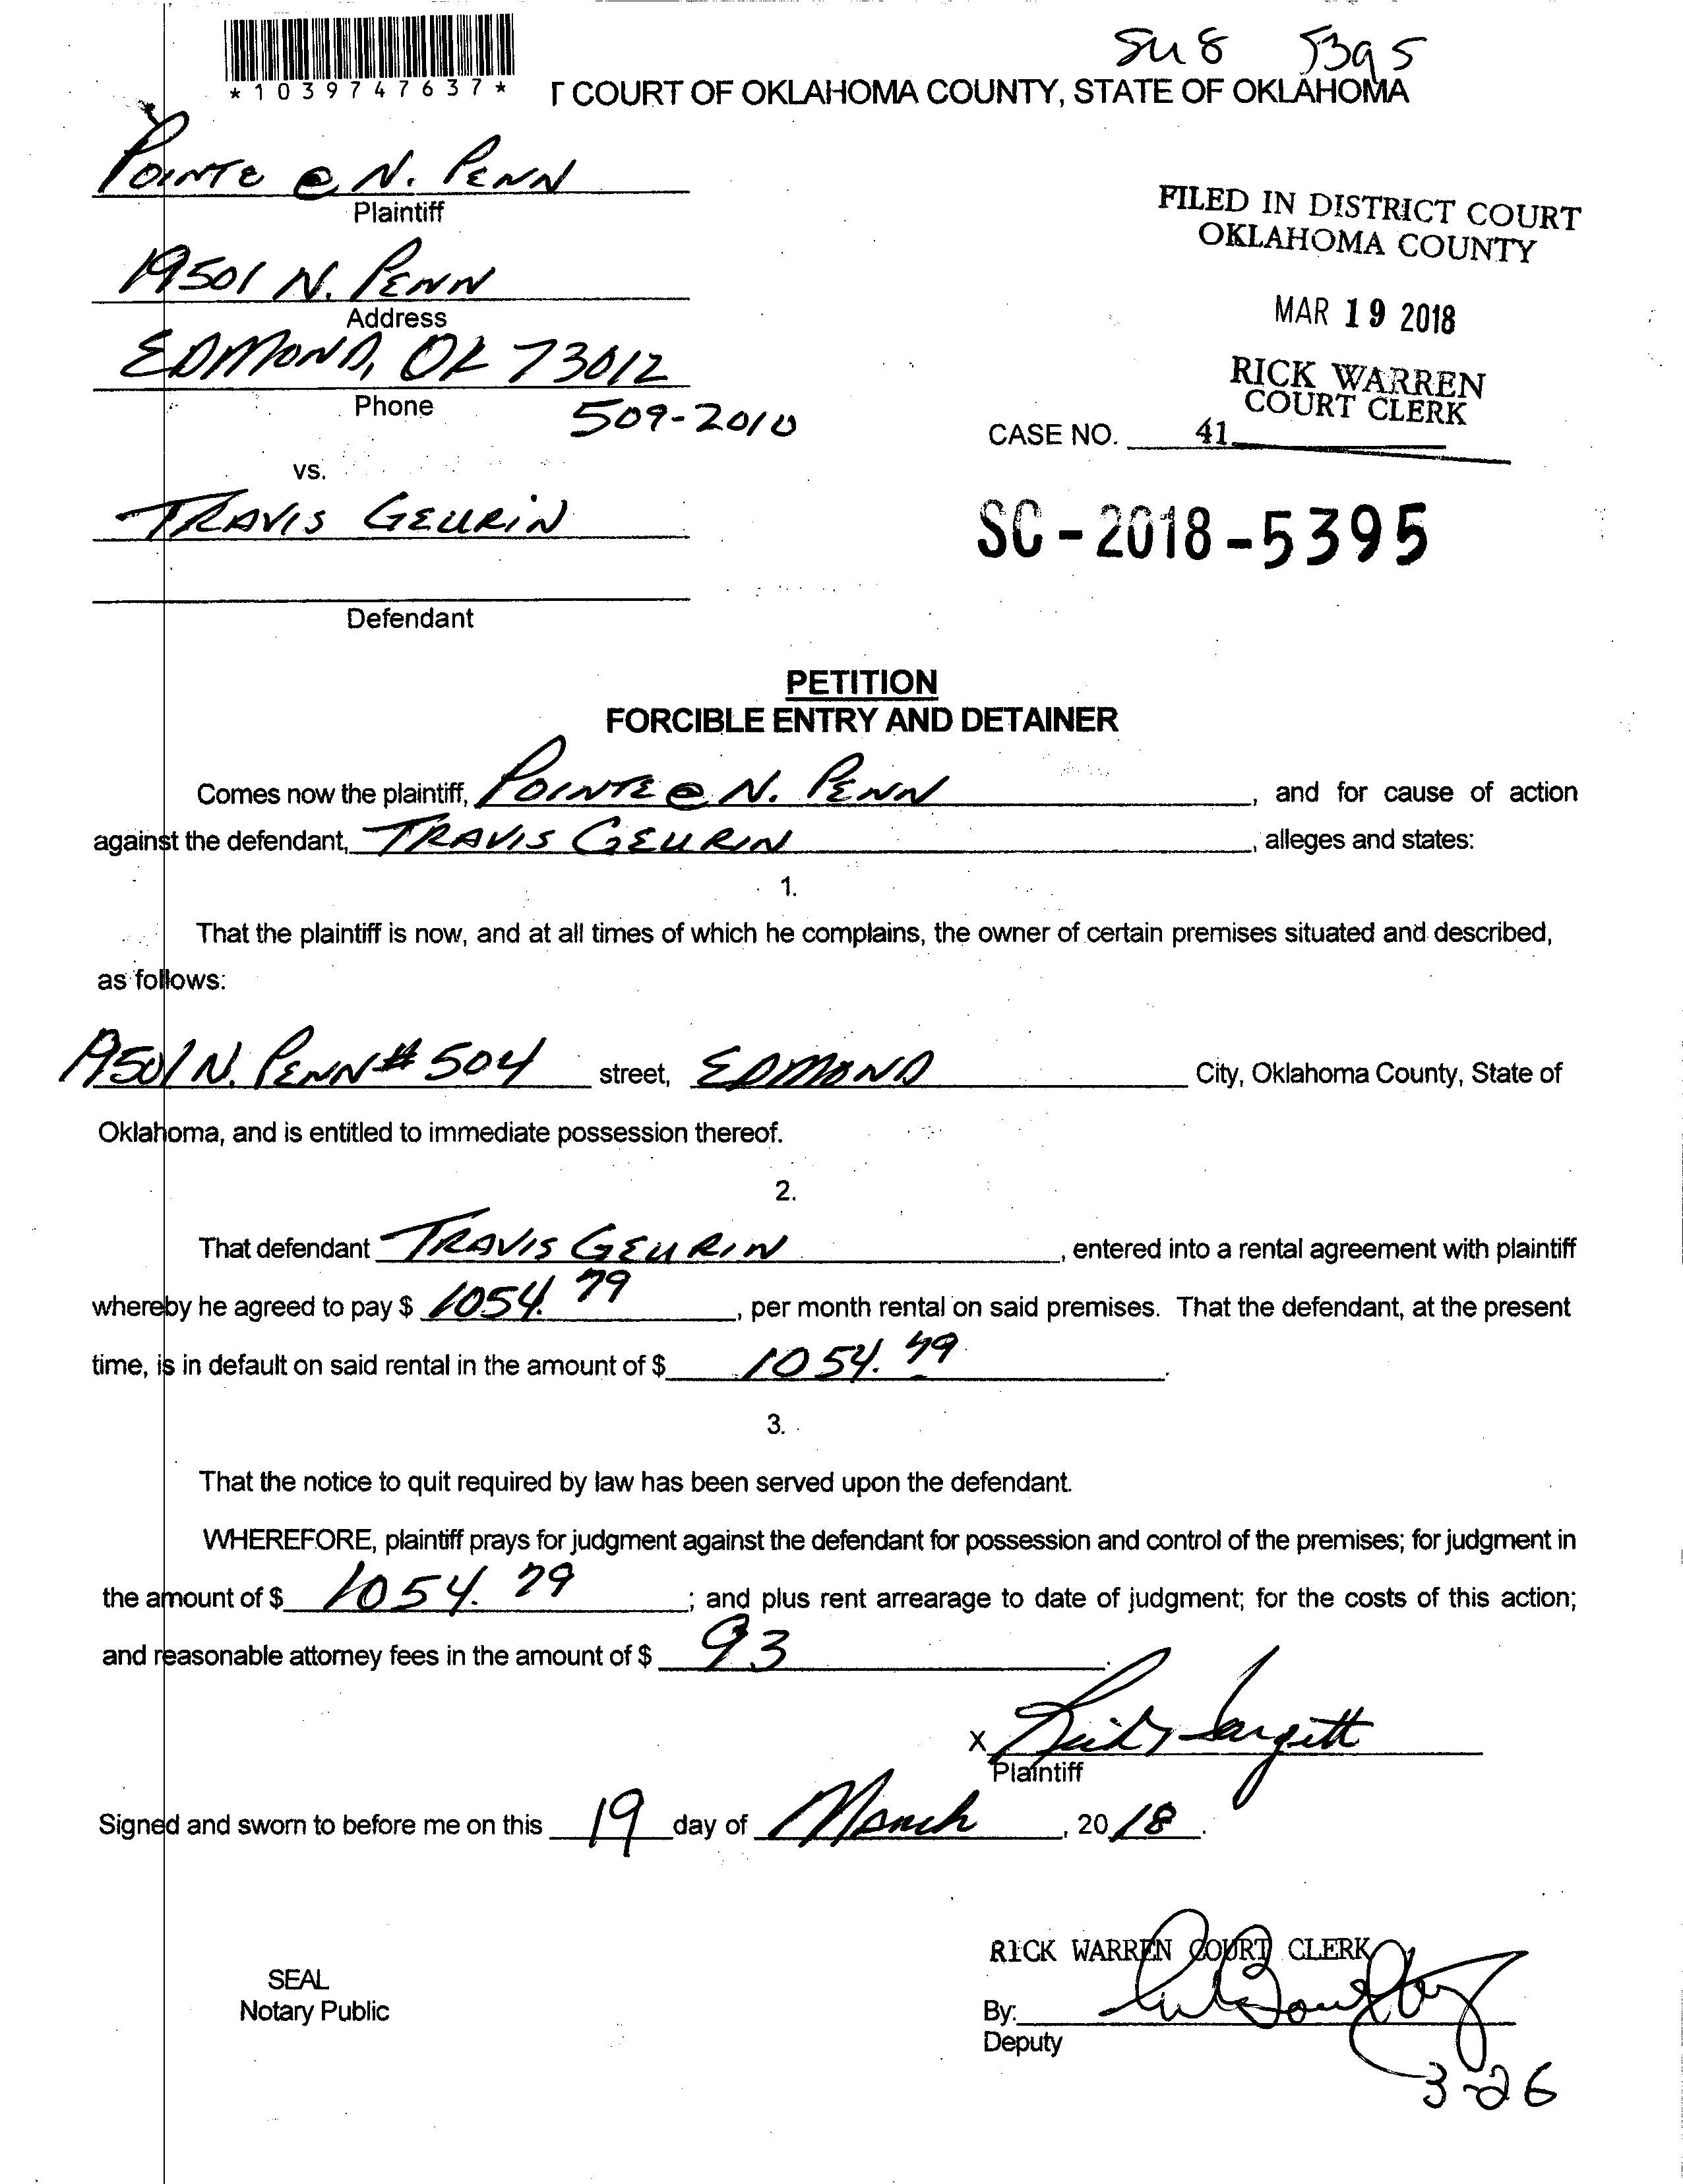 SU 8 5395
*1039747637*
T COURT OF OKLAHOMA COUNTY, STATE OF OKLAHOMA
POINTE @ N. PENN
Plaintiff
FILED IN DISTRICT COURT
OKLAHOMA COUNTY
19501 N. PENN
Address
MAR 19 2018
EDMOND, OK 73012
RICK WARREN
COURT CLERK
Phone 509-2010
CASE NO. 41
vs.
TRAVIS GEURIN
SC-2018-5395
Defendant
PETITION
FORCIBLE ENTRY AND DETAINER
Comes now the plaintiff, POINTE @ N. PENN, and for cause of action
against the defendant, TRAVIS GEURIN, alleges and states:
1.
That the plaintiff is now, and at all times of which he complains, the owner of certain premises situated and described,
as follows:
19501 N. PENN # 504 street, EDMOND City, Oklahoma County, State of
Oklahoma, and is entitled to immediate possession thereof.
2.
That defendant TRAVIS GEURIN, entered into a rental agreement with plaintiff
whereby he agreed to pay $ 1054.79, per month rental on said premises. That the defendant, at the present
time, is in default on said rental in the amount of $ 1054.79.
3.
That the notice to quit required by law has been served upon the defendant.
WHEREFORE, plaintiff prays for judgment against the defendant for possession and control of the premises; for judgment in
the amount of $ 1054.79; and plus rent arrearage to date of judgment; for the costs of this action;
and reasonable attorney fees in the amount of $ 93.
X
Plaintiff
Signed and sworn to before me on this 19 day of March, 2018.
RICK WARREN COURT CLERK
SEAL
Notary Public
By:
Deputy
3-26